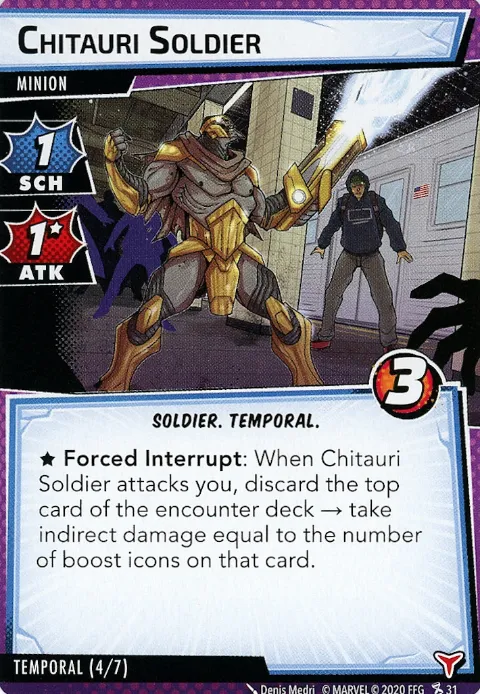 CHITAURI SOLDIER
MINION
1
SCH
1★
ATK
3
SOLDIER. TEMPORAL.
★ Forced Interrupt: When Chitauri
Soldier attacks you, discard the top
card of the encounter deck → take
indirect damage equal to the number
of boost icons on that card.
TEMPORAL (4/7)
Denis Medri © MARVEL © 2020 FFG 31